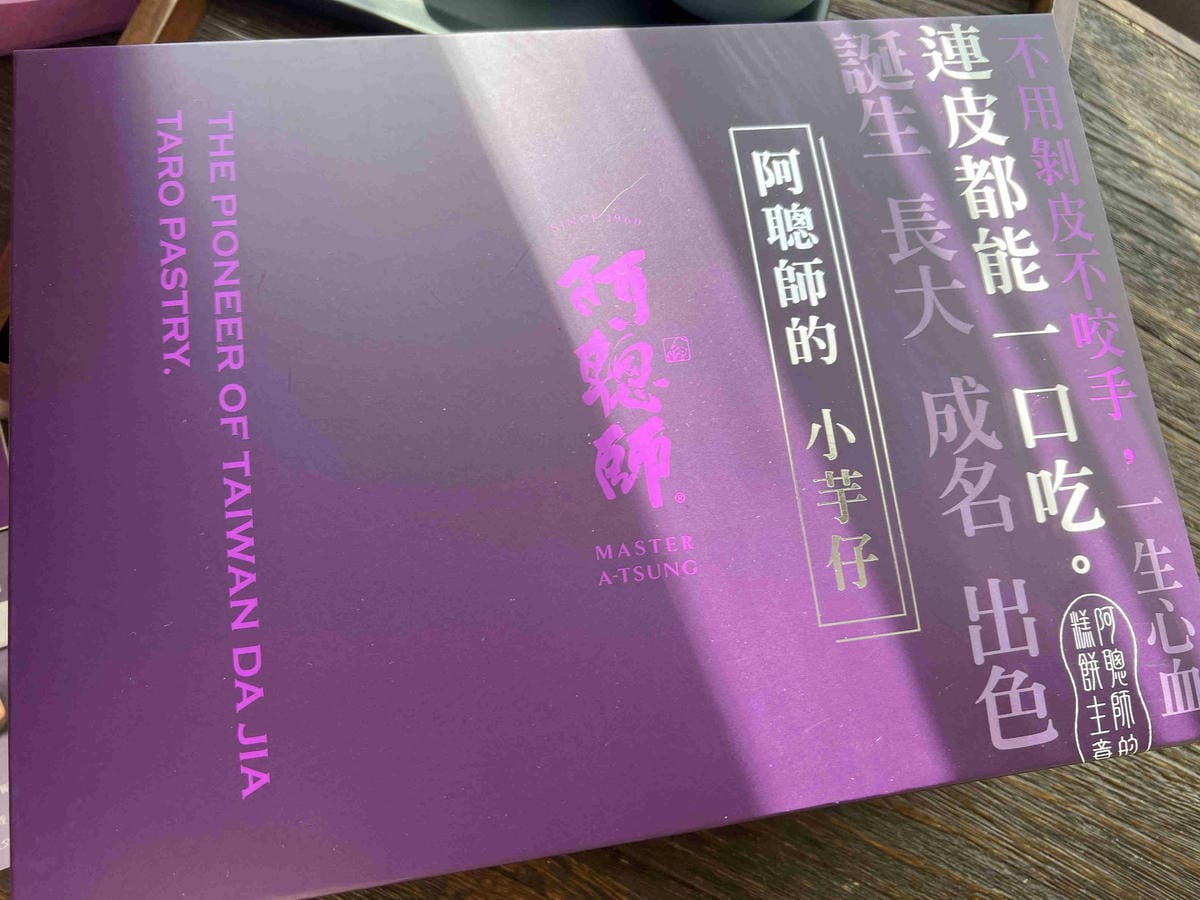 不用剝皮不咬手，一生心血
連皮都能一口吃。
誕生 長大 成名 出色
阿聰師的
糕餅主意
阿聰師的 小芋仔
SINCE 1960
阿聰師
®
MASTER
A-TSUNG
THE PIONEER OF TAIWAN DA JIA
TARO PASTRY.